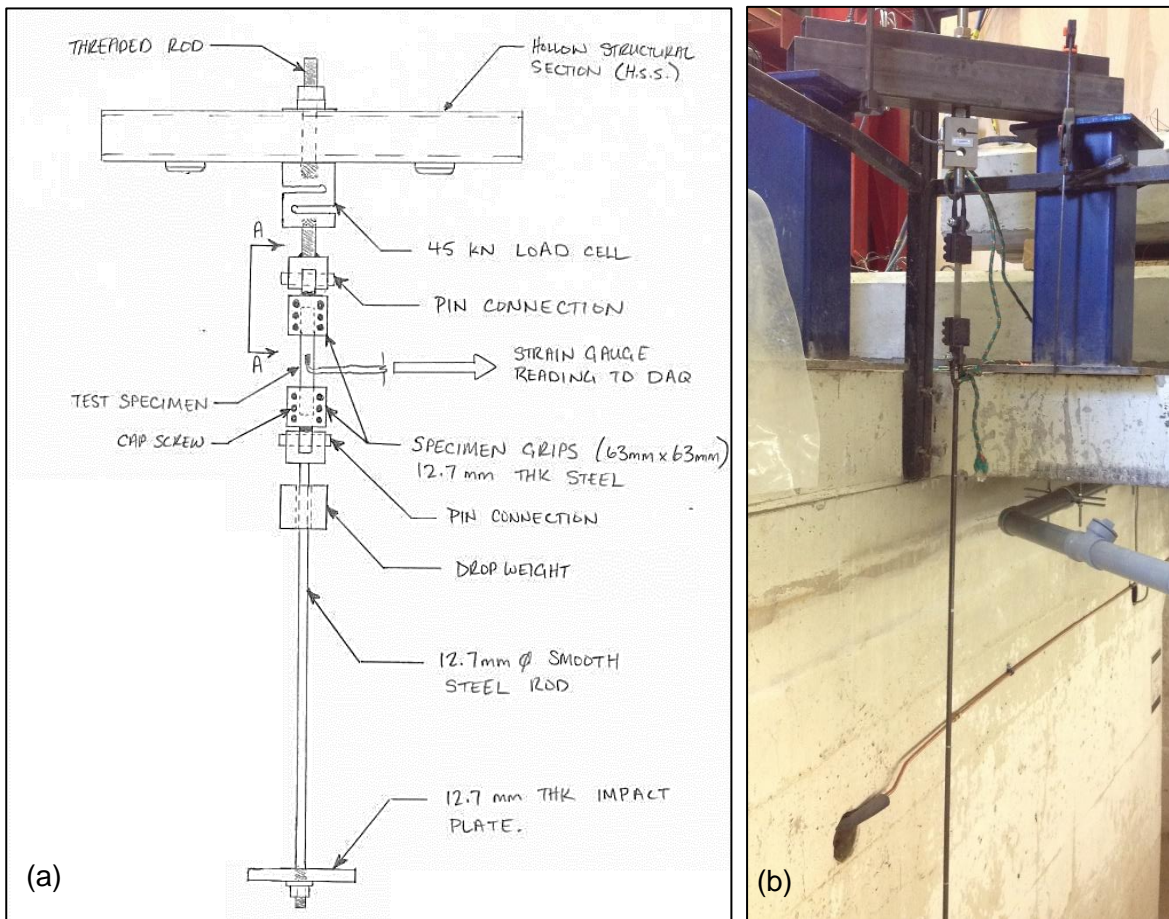 THREADED ROD
HOLLOW STRUCTURAL
SECTION (H.S.S.)
A
45 KN LOAD CELL
PIN CONNECTION
A
STRAIN GAUGE
READING TO DAQ
TEST SPECIMEN
CAP SCREW
SPECIMEN GRIPS (63mm x 63mm)
12.7 mm THK STEEL
PIN CONNECTION
DROP WEIGHT
12.7mm φ SMOOTH
STEEL ROD
12.7 mm THK IMPACT
PLATE.
(a)
(b)